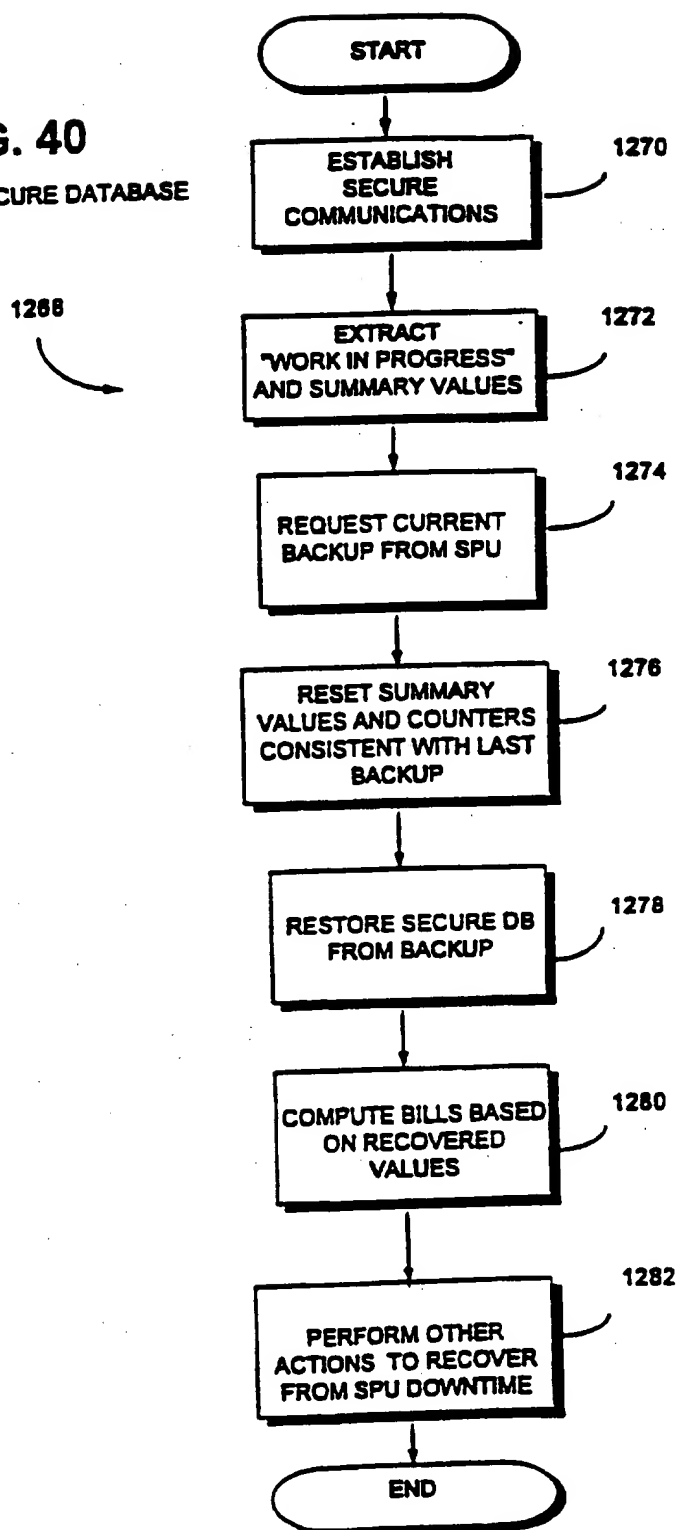 START
G. 40
CURE DATABASE
1268
ESTABLISH
SECURE
COMMUNICATIONS
1270
EXTRACT
"WORK IN PROGRESS"
AND SUMMARY VALUES
1272
REQUEST CURRENT
BACKUP FROM SPU
1274
RESET SUMMARY
VALUES AND COUNTERS
CONSISTENT WITH LAST
BACKUP
1276
RESTORE SECURE DB
FROM BACKUP
1278
COMPUTE BILLS BASED
ON RECOVERED
VALUES
1280
PERFORM OTHER
ACTIONS TO RECOVER
FROM SPU DOWNTIME
1282
END